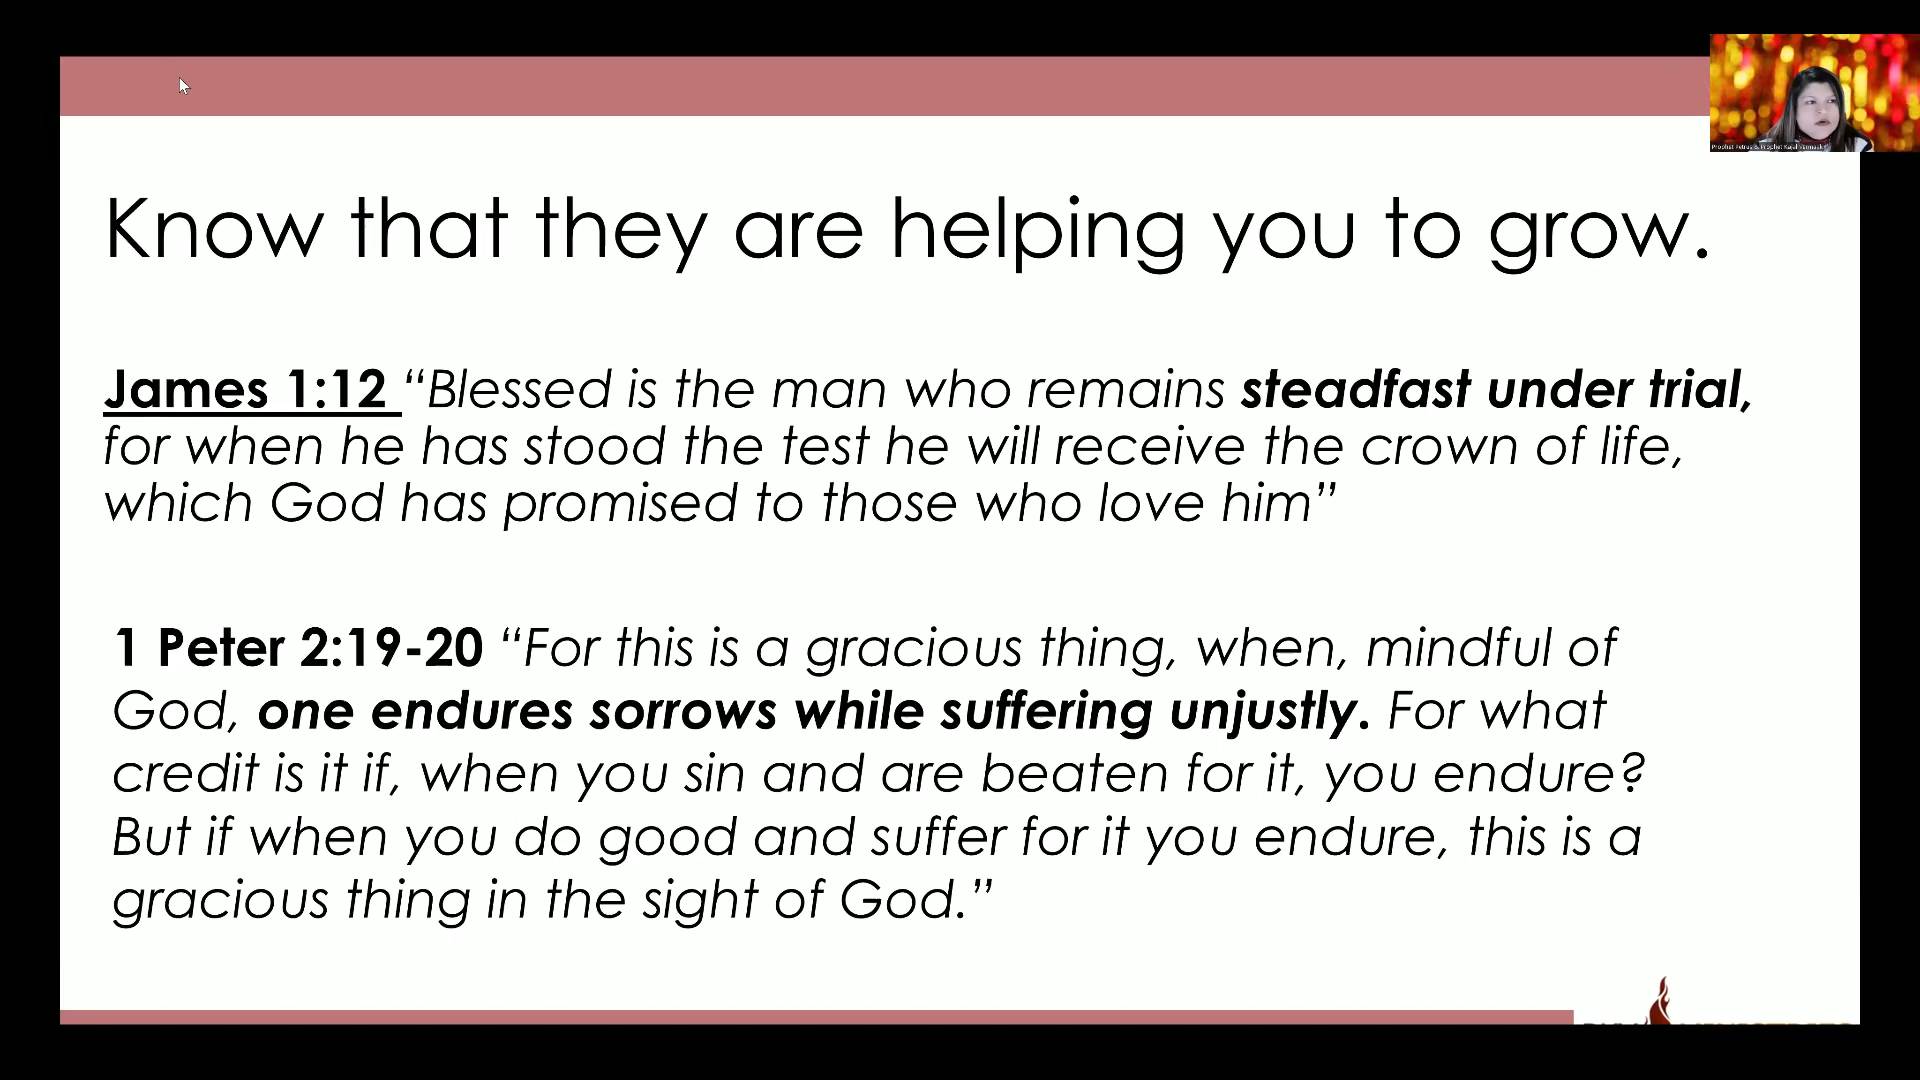 Prophet Petrus & Prophet Kajal
Know that they are helping you to grow.
James 1:12 “Blessed is the man who remains steadfast under trial,
for when he has stood the test he will receive the crown of life,
which God has promised to those who love him”
1 Peter 2:19-20 “For this is a gracious thing, when, mindful of
God, one endures sorrows while suffering unjustly. For what
credit is it if, when you sin and are beaten for it, you endure?
But if when you do good and suffer for it you endure, this is a
gracious thing in the sight of God.”